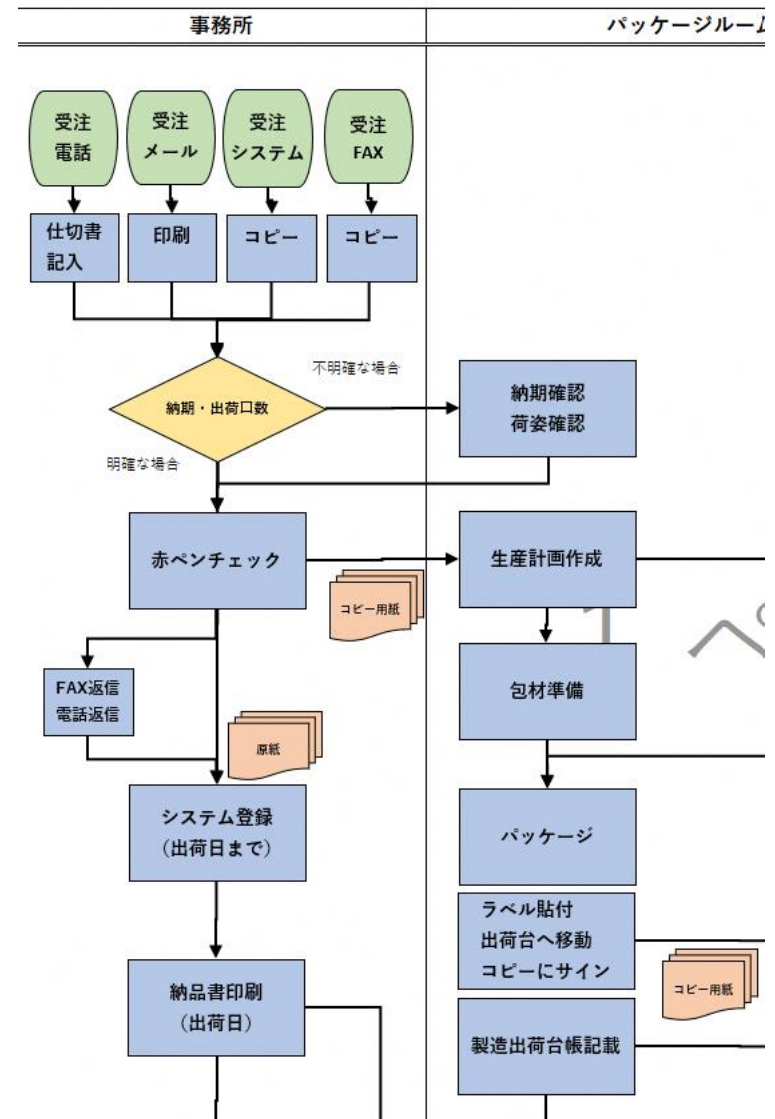 事務所
パッケージルーム
受注
電話
受注
メール
受注
システム
受注
FAX
仕切書
記入
印刷
コピー
コピー
不明確な場合
納期・出荷口数
納期確認
荷姿確認
明確な場合
赤ペンチェック
生産計画作成
コピー用紙
1 ペ
FAX返信
電話返信
包材準備
原紙
システム登録
（出荷日まで）
パッケージ
ラベル貼付
出荷台へ移動
コピーにサイン
コピー用紙
納品書印刷
（出荷日）
製造出荷台帳記載